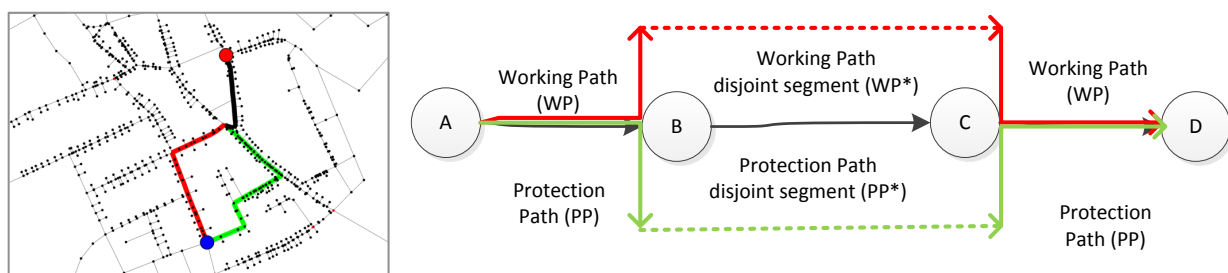 Working Path
(WP)
Working Path
disjoint segment (WP*)
Working Path
(WP)
A
B
C
D
Protection
Path (PP)
Protection Path
disjoint segment (PP*)
Protection
Path (PP)